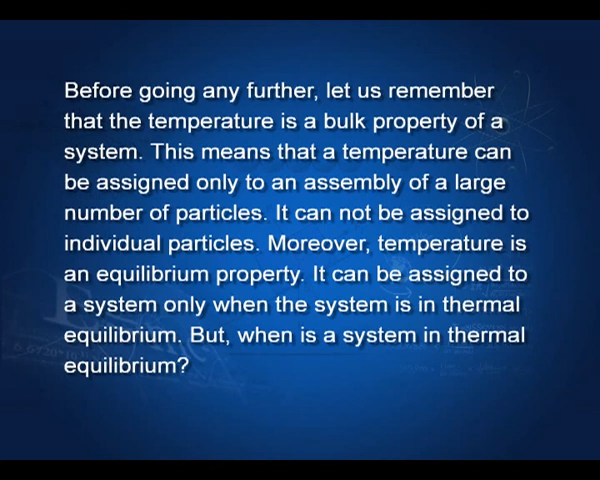 Before going any further, let us remember
that the temperature is a bulk property of a
system. This means that a temperature can
be assigned only to an assembly of a large
number of particles. It can not be assigned to
individual particles. Moreover, temperature is
an equilibrium property. It can be assigned to
a system only when the system is in thermal
equilibrium. But, when is a system in thermal
equilibrium?